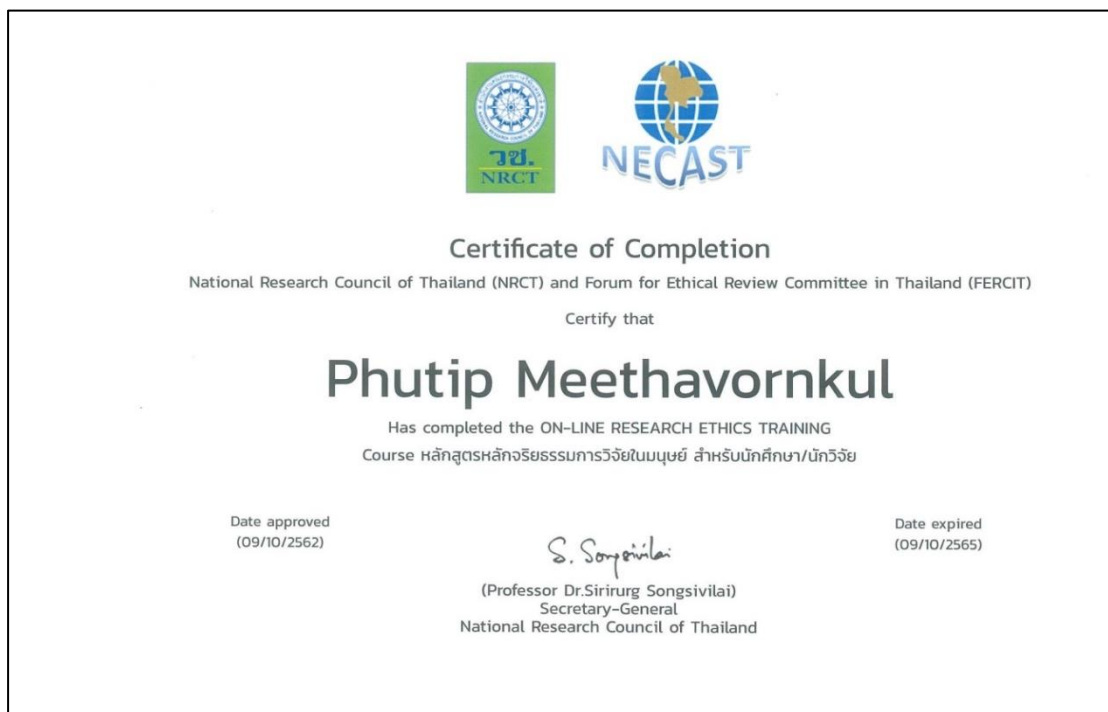 วช.
NRCT
NECAST
Certificate of Completion
National Research Council of Thailand (NRCT) and Forum for Ethical Review Committee in Thailand (FERCIT)
Certify that
Phutip Meethavornkul
Has completed the ON-LINE RESEARCH ETHICS TRAINING
Course หลักสูตรหลักจริยธรรมการวิจัยในมนุษย์ สำหรับนักศึกษา/นักวิจัย
Date approved
(09/10/2562)
Date expired
(09/10/2565)
S. Songsivilai
(Professor Dr.Sirirurg Songsivilai)
Secretary-General
National Research Council of Thailand